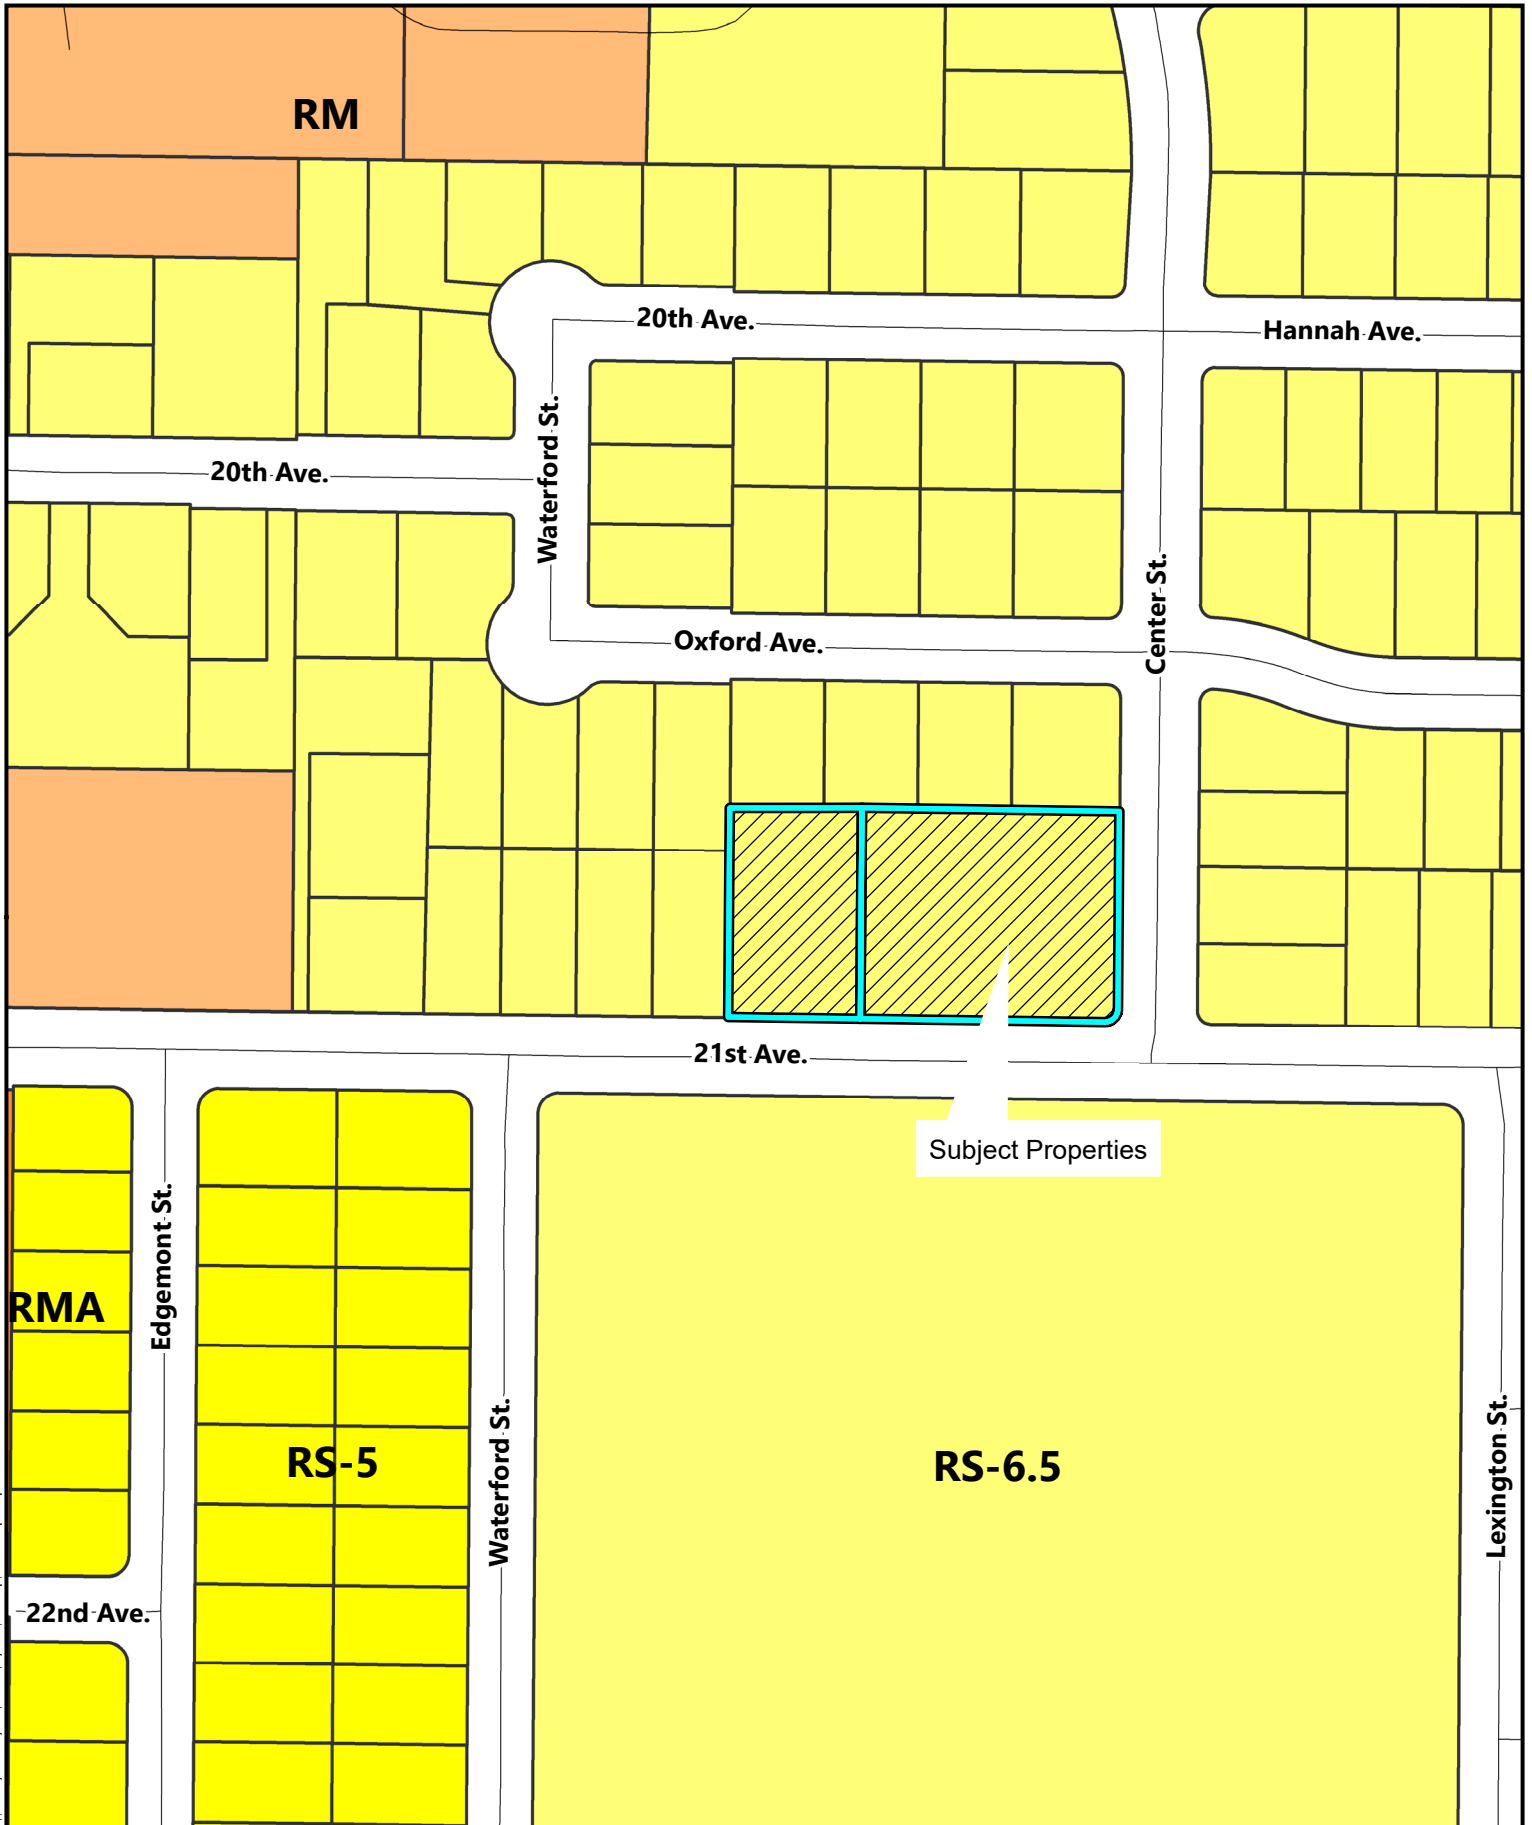 RM
20th Ave.
Hannah Ave.
Waterford St.
20th Ave.
Center St.
Oxford Ave.
21st Ave.
Subject Properties
Edgemont St.
RMA
Waterford St.
Lexington St.
RS-5
RS-6.5
22nd Ave.